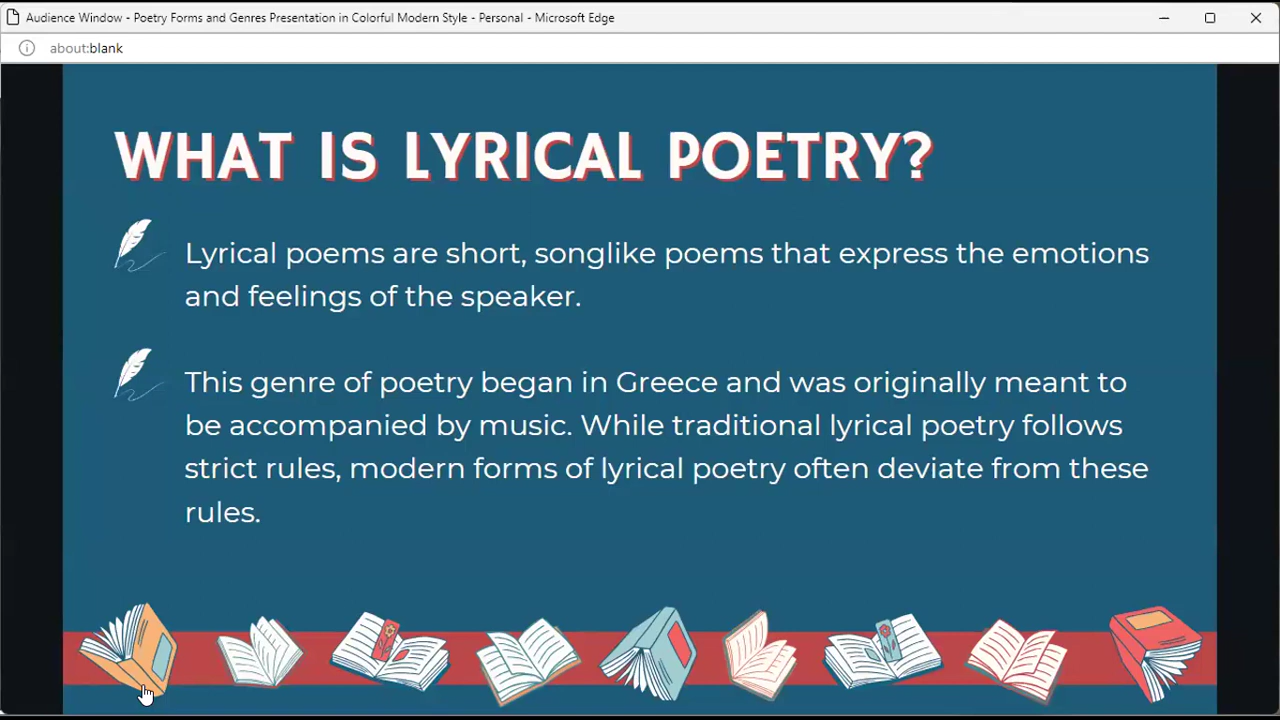 Audience Window - Poetry Forms and Genres Presentation in Colorful Modern Style - Personal - Microsoft Edge
about:blank
WHAT IS LYRICAL POETRY?
Lyrical poems are short, songlike poems that express the emotions
and feelings of the speaker.
This genre of poetry began in Greece and was originally meant to
be accompanied by music. While traditional lyrical poetry follows
strict rules, modern forms of lyrical poetry often deviate from these
rules.